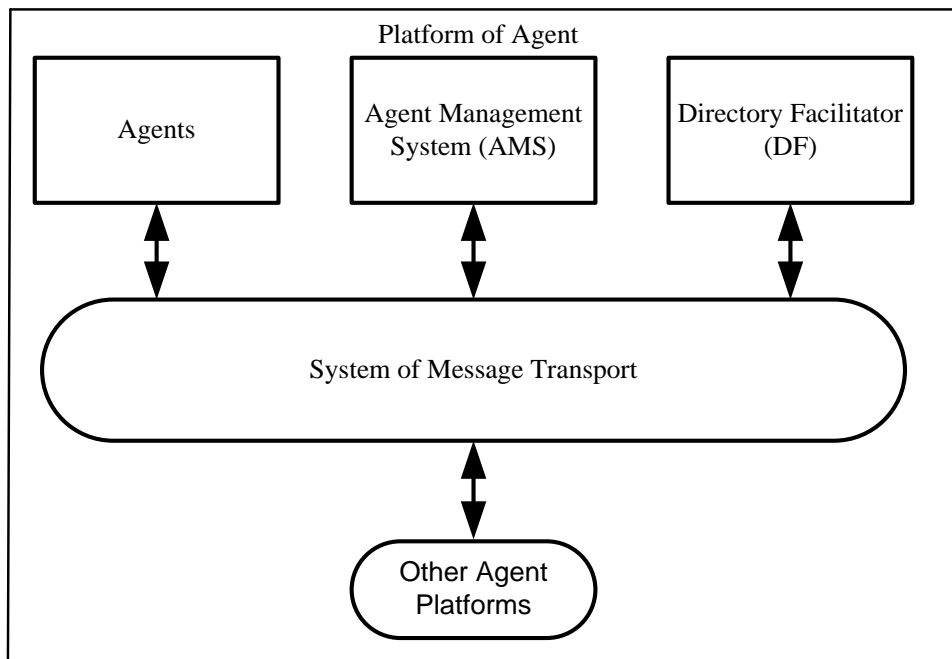 Platform of Agent
Agents
Agent Management
System (AMS)
Directory Facilitator
(DF)
System of Message Transport
Other Agent
Platforms